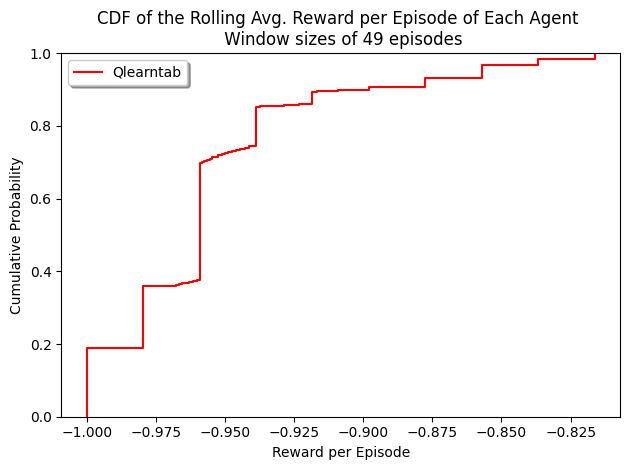 CDF of the Rolling Avg. Reward per Episode of Each Agent
Window sizes of 49 episodes
Qlearntab
Cumulative Probability
1.0
0.8
0.6
0.4
0.2
0.0
−1.000 −0.975 −0.950 −0.925 −0.900 −0.875 −0.850 −0.825
Reward per Episode